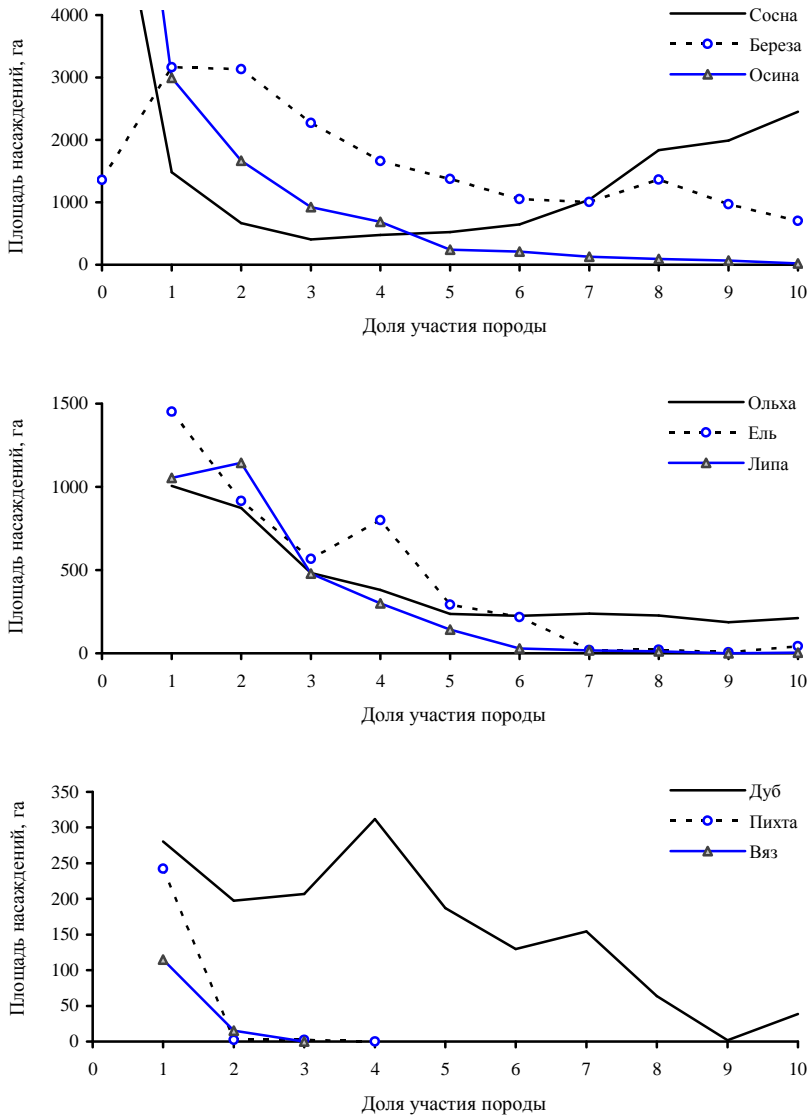 4000
3000
2000
1000
0
Площадь насаждений, га
Сосна
Береза
Осина
0 1 2 3 4 5 6 7 8 9 10
Доля участия породы
1500
1000
500
0
Площадь насаждений, га
Ольха
Ель
Липа
0 1 2 3 4 5 6 7 8 9 10
Доля участия породы
350
300
250
200
150
100
50
0
Площадь насаждений, га
Дуб
Пихта
Вяз
0 1 2 3 4 5 6 7 8 9 10
Доля участия породы